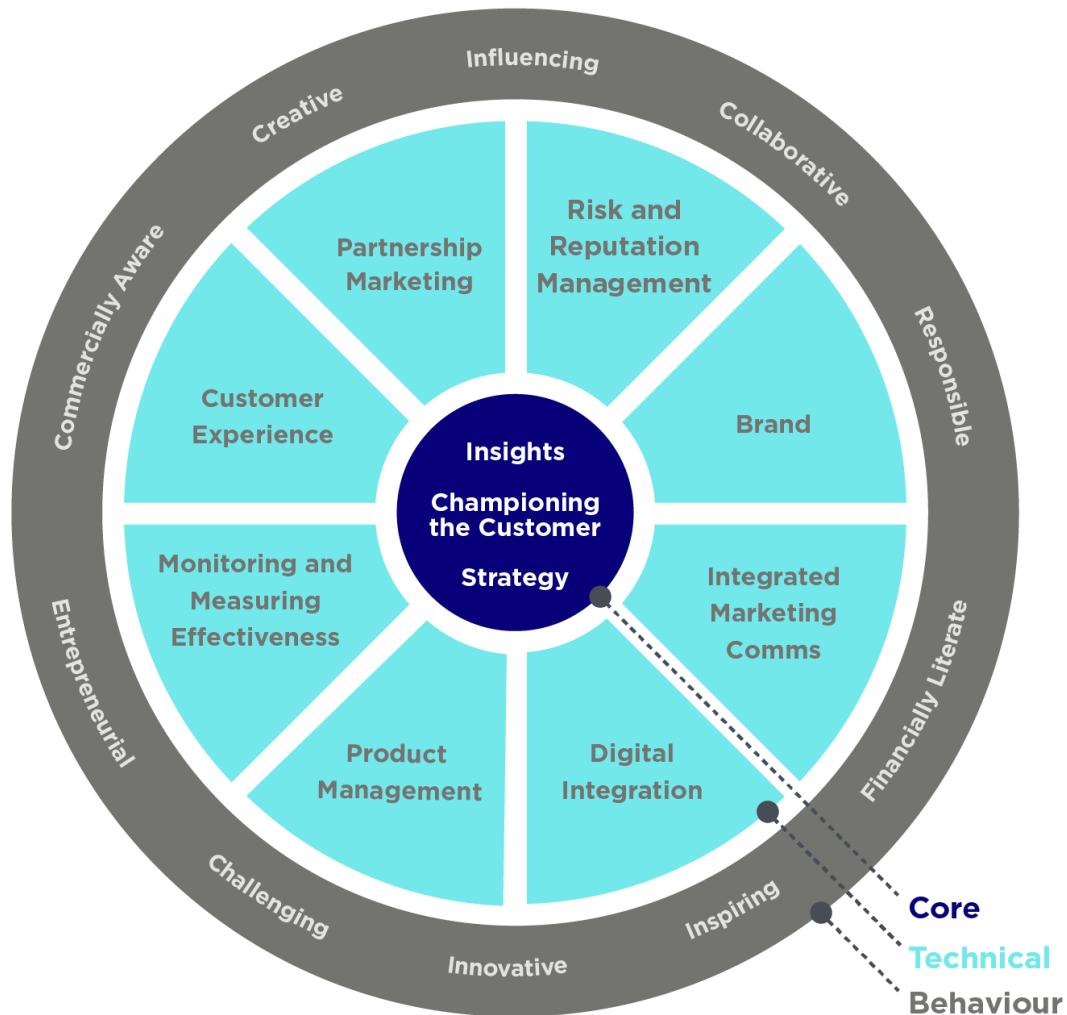 Influencing
Collaborative
Responsible
Financially Literate
Inspiring
Innovative
Challenging
Entrepreneurial
Commercially Aware
Creative
Partnership
Marketing
Risk and
Reputation
Management
Brand
Integrated
Marketing
Comms
Digital
Integration
Product
Management
Monitoring and
Measuring
Effectiveness
Customer
Experience
Insights
Championing
the Customer
Strategy
Core
Technical
Behaviour